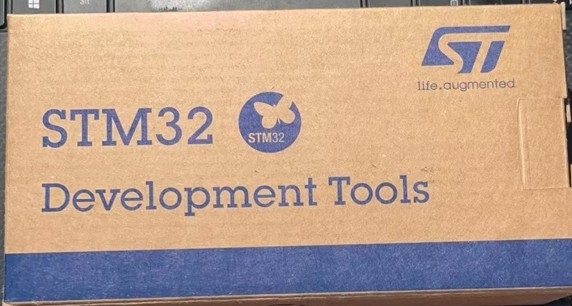 ST
life.augmented
STM32
STM32
Development Tools